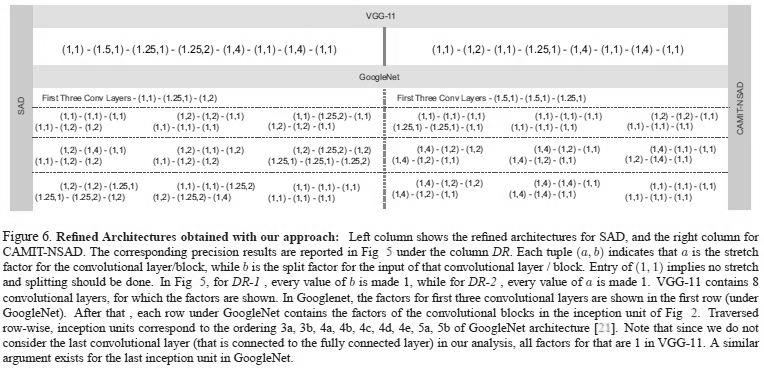 VGG-11
SAD
(1,1) - (1.5,1) - (1.25,1) - (1.25,2) - (1,4) - (1,1) - (1,4) - (1,1)
(1,1) - (1,2) - (1,1) - (1.25,1) - (1,4) - (1,1) - (1,4) - (1,1)
CAMIT-NSAD
GoogleNet
First Three Conv Layers - (1,1) - (1.25,1) - (1,2)
First Three Conv Layers - (1.5,1) - (1.5,1) - (1.25,1)
(1,1) - (1,1) - (1,1) (1,2) - (1,2) - (1,1) (1,1) - (1.25,2) - (1,1)
(1,1) - (1,2) - (1,2) (1,1) - (1,1) - (1,1) (1,2) - (1,2) - (1,1)
(1,1) - (1,1) - (1,1) (1,1) - (1,1) - (1,1) (1,2) - (1,2) - (1,1)
(1.25,1) - (1.25,1) - (1,1) (1,1) - (1,1) - (1,1) (1,1) - (1,1) - (1,1)
(1,2) - (1,4) - (1,1) (1,2) - (1,1) - (1,2) (1,2) - (1.25,2) - (1,2)
(1,1) - (1,2) - (1,2) (1,1) - (1,2) - (1,2) (1.25,1) - (1.25,1) - (1.25,2)
(1,4) - (1,2) - (1,1) (1,4) - (1,2) - (1,1) (1,4) - (1,1) - (1,1)
(1,4) - (1,2) - (1,1) (1,4) - (1,2) - (1,1) (1,2) - (1,4) - (1,1)
(1,2) - (1,2) - (1.25,1) (1,1) - (1,1) - (1.25,2) (1,1) - (1,1) - (1,1)
(1.25,1) - (1.25,2) - (1,2) (1,2) - (1.25,2) - (1,4) (1,1) - (1,1) - (1,1)
(1,4) - (1,2) - (1,2) (1,4) - (1,4) - (1,1) (1,1) - (1,1) - (1,1)
(1,4) - (1,2) - (1,1) (1,4) - (1,2) - (1,1) (1,1) - (1,1) - (1,1)
Figure 6. Refined Architectures obtained with our approach: Left column shows the refined architectures for SAD, and the right column for
CAMIT-NSAD. The corresponding precision results are reported in Fig 5 under the column DR. Each tuple (a, b) indicates that a is the stretch
factor for the convolutional layer/block, while b is the split factor for the input of that convolutional layer / block. Entry of (1, 1) implies no stretch
and splitting should be done. In Fig 5, for DR-1 , every value of b is made 1, while for DR-2 , every value of a is made 1. VGG-11 contains 8
convolutional layers, for which the factors are shown. In Googlenet, the factors for first three convolutional layers are shown in the first row (under
GoogleNet). After that , each row under GoogleNet contains the factors of the convolutional blocks in the inception unit of Fig 2. Traversed
row-wise, inception units correspond to the ordering 3a, 3b, 4a, 4b, 4c, 4d, 4e, 5a, 5b of GoogleNet architecture [21]. Note that since we do not
consider the last convolutional layer (that is connected to the fully connected layer) in our analysis, all factors for that are 1 in VGG-11. A similar
argument exists for the last inception unit in GoogLeNet.